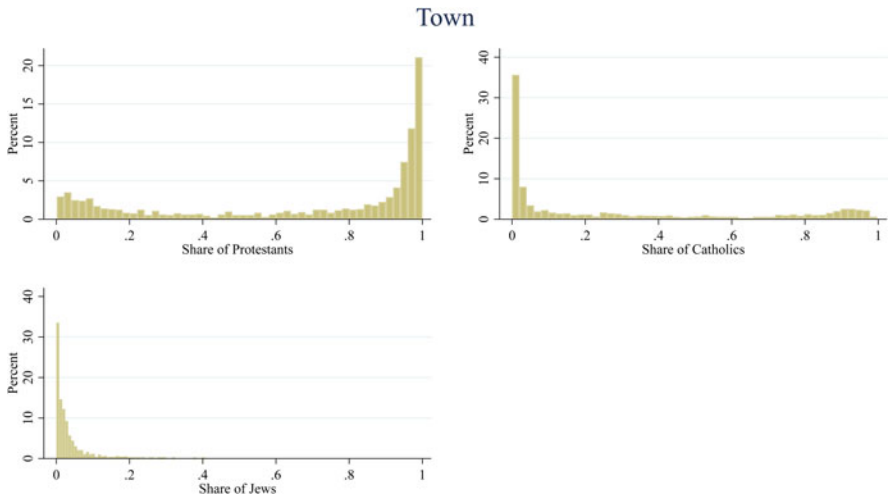 Town
20
15
10
5
0
Percent
0 .2 .4 .6 .8 1
Share of Protestants
40
30
20
10
0
Percent
0 .2 .4 .6 .8 1
Share of Catholics
40
30
20
10
0
Percent
0 .2 .4 .6 .8 1
Share of Jews